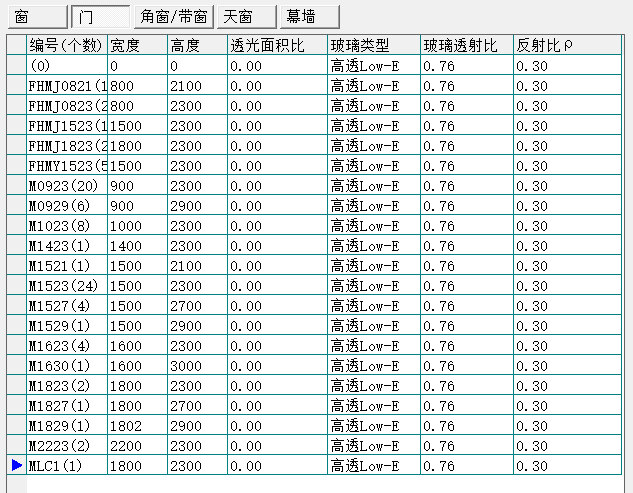 窗 门 角窗/带窗 天窗 幕墙
编号(个数) 宽度 高度 透光面积比 玻璃类型 玻璃透射比 反射比ρ
(0) 0 0 0.00 高透Low-E 0.76 0.30
FHMJ0821(1 800 2100 0.00 高透Low-E 0.76 0.30
FHMJ0823(2 800 2300 0.00 高透Low-E 0.76 0.30
FHMJ1523(1 1500 2300 0.00 高透Low-E 0.76 0.30
FHMJ1823(2 1800 2300 0.00 高透Low-E 0.76 0.30
FHMY1523(5 1500 2300 0.00 高透Low-E 0.76 0.30
M0923(20) 900 2300 0.00 高透Low-E 0.76 0.30
M0929(6) 900 2900 0.00 高透Low-E 0.76 0.30
M1023(8) 1000 2300 0.00 高透Low-E 0.76 0.30
M1423(1) 1400 2300 0.00 高透Low-E 0.76 0.30
M1521(1) 1500 2100 0.00 高透Low-E 0.76 0.30
M1523(24) 1500 2300 0.00 高透Low-E 0.76 0.30
M1527(4) 1500 2700 0.00 高透Low-E 0.76 0.30
M1529(1) 1500 2900 0.00 高透Low-E 0.76 0.30
M1623(4) 1600 2300 0.00 高透Low-E 0.76 0.30
M1630(1) 1600 3000 0.00 高透Low-E 0.76 0.30
M1823(2) 1800 2300 0.00 高透Low-E 0.76 0.30
M1827(1) 1800 2700 0.00 高透Low-E 0.76 0.30
M1829(1) 1802 2900 0.00 高透Low-E 0.76 0.30
M2223(2) 2200 2300 0.00 高透Low-E 0.76 0.30
MLC1(1) 1800 2300 0.00 高透Low-E 0.76 0.30